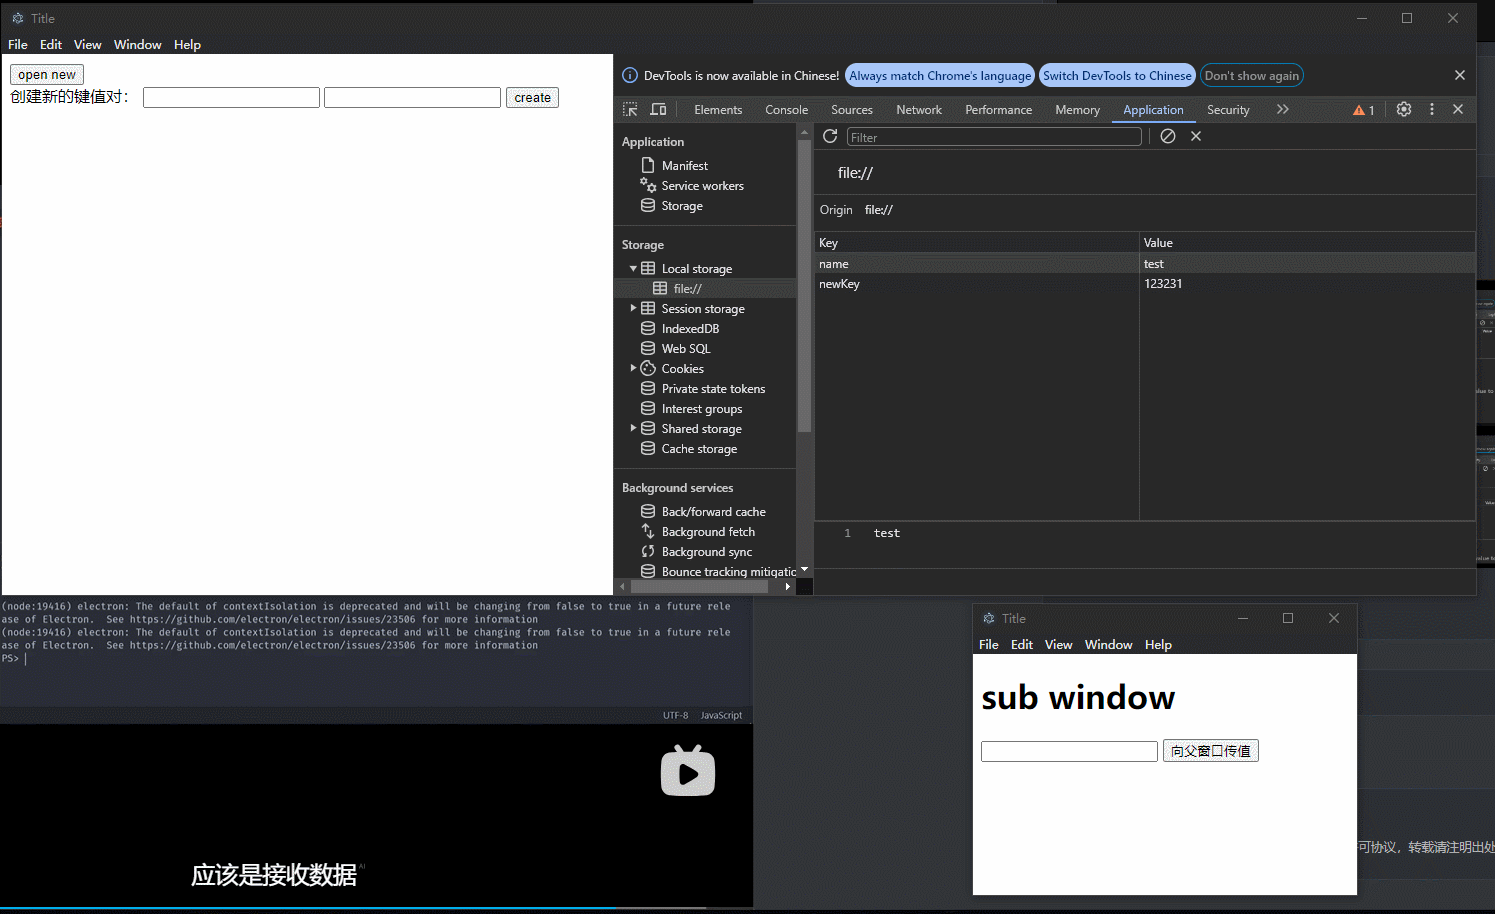 Title
File Edit View Window Help
open new
创建新的键值对：
create
DevTools is now available in Chinese! Always match Chrome's language Switch DevTools to Chinese Don't show again
Elements Console Sources Network Performance Memory Application Security 1
Application
Manifest
Service workers
Storage
Storage
Local storage
file://
Session storage
IndexedDB
Web SQL
Cookies
Private state tokens
Interest groups
Shared storage
Cache storage
Background services
Back/forward cache
Background fetch
Background sync
Bounce tracking mitigatio
Filter
file://
Origin file://
Key Value
name test
newKey 123231
1 test
(node:19416) electron: The default of contextIsolation is deprecated and will be changing from false to true in a future rele
ase of Electron. See https://github.com/electron/electron/issues/23506 for more information
(node:19416) electron: The default of contextIsolation is deprecated and will be changing from false to true in a future rele
ase of Electron. See https://github.com/electron/electron/issues/23506 for more information
PS>
UTF-8 JavaScript
应该是接收数据
AI
Title
File Edit View Window Help
sub window
向父窗口传值
可协议，转载请注明出处